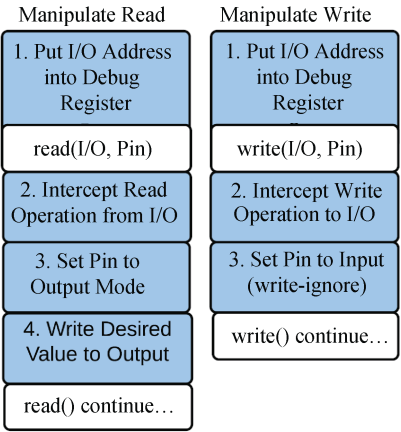 Manipulate Read
1. Put I/O Address
into Debug
Register
read(I/O, Pin)
2. Intercept Read
Operation from I/O
3. Set Pin to
Output Mode
4. Write Desired
Value to Output
read() continue…
Manipulate Write
1. Put I/O Address
into Debug
Register
write(I/O, Pin)
2. Intercept Write
Operation to I/O
3. Set Pin to Input
(write-ignore)
write() continue…